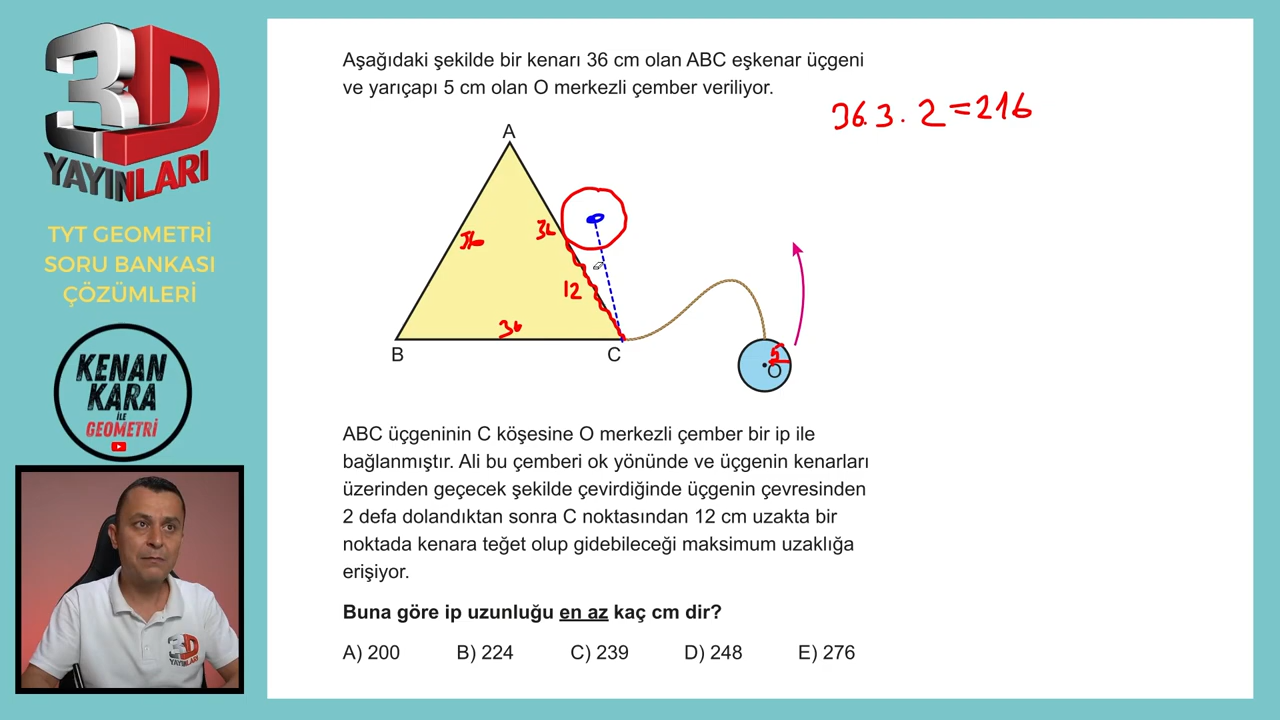 3D
YAYINLARI
TYT GEOMETRİ
SORU BANKASI
ÇÖZÜMLERİ
KENAN
KARA
İLE
GEOMETRİ
3D
YAYINLARI
Aşağıdaki şekilde bir kenarı 36 cm olan ABC eşkenar üçgeni
ve yarıçapı 5 cm olan O merkezli çember veriliyor.
36.3.2=216
A
36
36
12
36
B
C
5
O
ABC üçgeninin C köşesine O merkezli çember bir ip ile
bağlanmıştır. Ali bu çemberi ok yönünde ve üçgenin kenarları
üzerinden geçecek şekilde çevirdiğinde üçgenin çevresinden
2 defa dolandıktan sonra C noktasından 12 cm uzakta bir
noktada kenara teğet olup gidebileceği maksimum uzaklığa
erişiyor.
Buna göre ip uzunluğu en az kaç cm dir?
A) 200 B) 224 C) 239 D) 248 E) 276